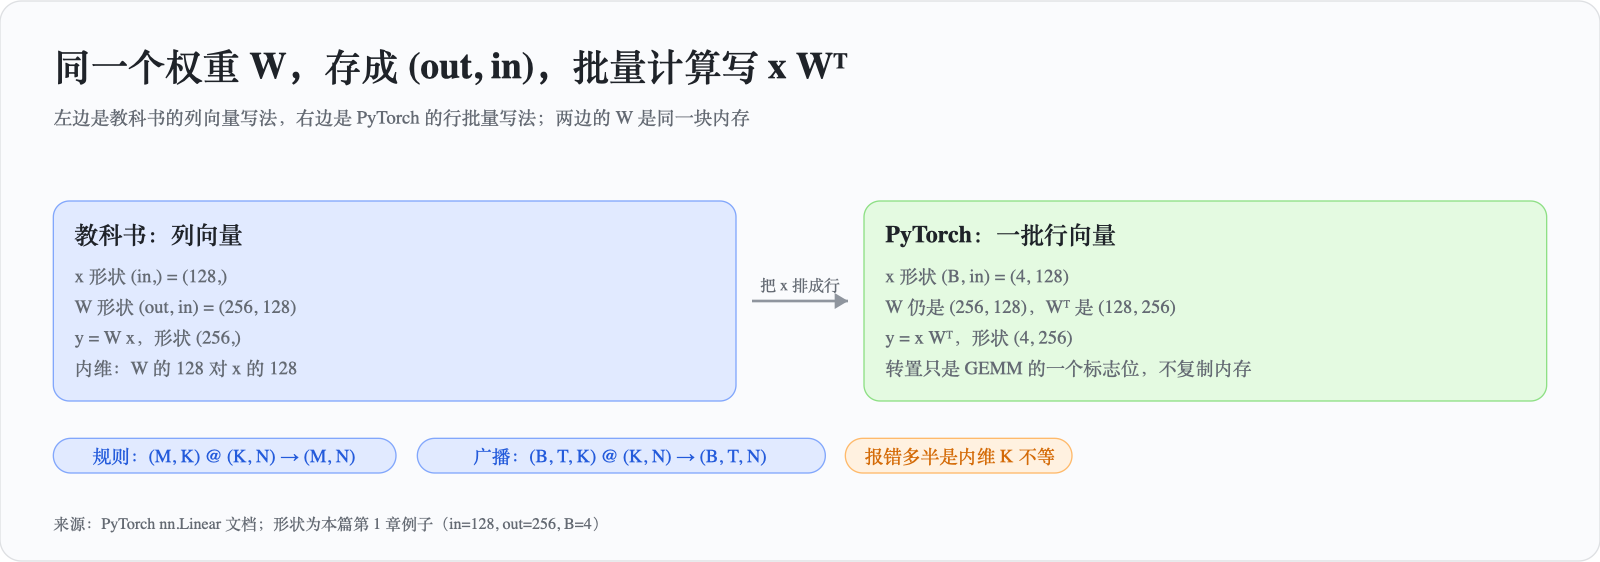 同一个权重 W，存成 (out, in)，批量计算写 x Wᵀ
左边是教科书的列向量写法，右边是 PyTorch 的行批量写法；两边的 W 是同一块内存
教科书：列向量
x 形状 (in,) = (128,)
W 形状 (out, in) = (256, 128)
y = W x，形状 (256,)
内维：W 的 128 对 x 的 128
把 x 排成行
PyTorch：一批行向量
x 形状 (B, in) = (4, 128)
W 仍是 (256, 128)，Wᵀ 是 (128, 256)
y = x Wᵀ，形状 (4, 256)
转置只是 GEMM 的一个标志位，不复制内存
规则：(M, K) @ (K, N) → (M, N)
广播：(B, T, K) @ (K, N) → (B, T, N)
报错多半是内维 K 不等
来源：PyTorch nn.Linear 文档；形状为本篇第 1 章例子（in=128, out=256, B=4）